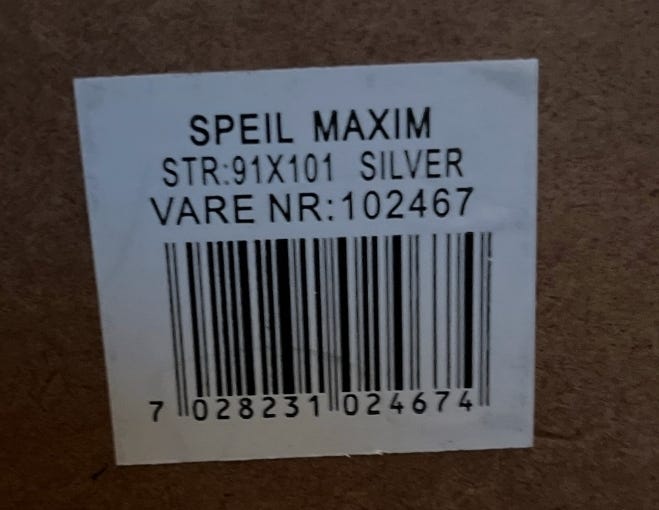 SPEIL MAXIM
STR:91X101 SILVER
VARE NR:102467
7 028231 024674